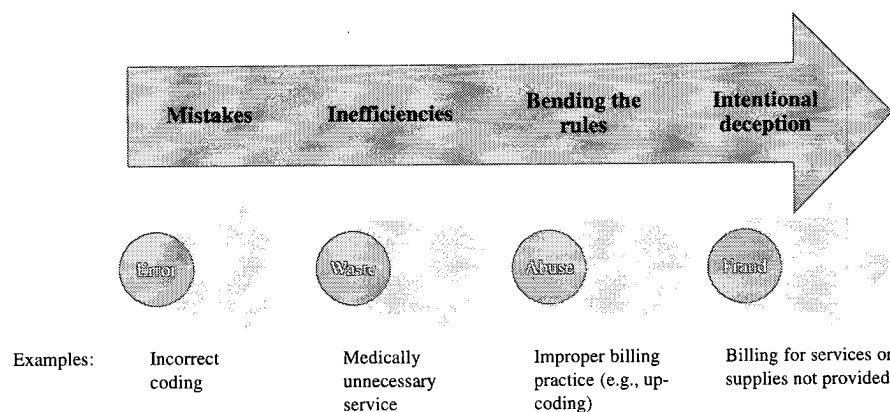 Mistakes
Inefficiencies
Bending the
rules
Intentional
deception
Error
Waste
Abuse
Fraud
Examples:
Incorrect
coding
Medically
unnecessary
service
Improper billing
practice (e.g., up-
coding)
Billing for services or
supplies not provided